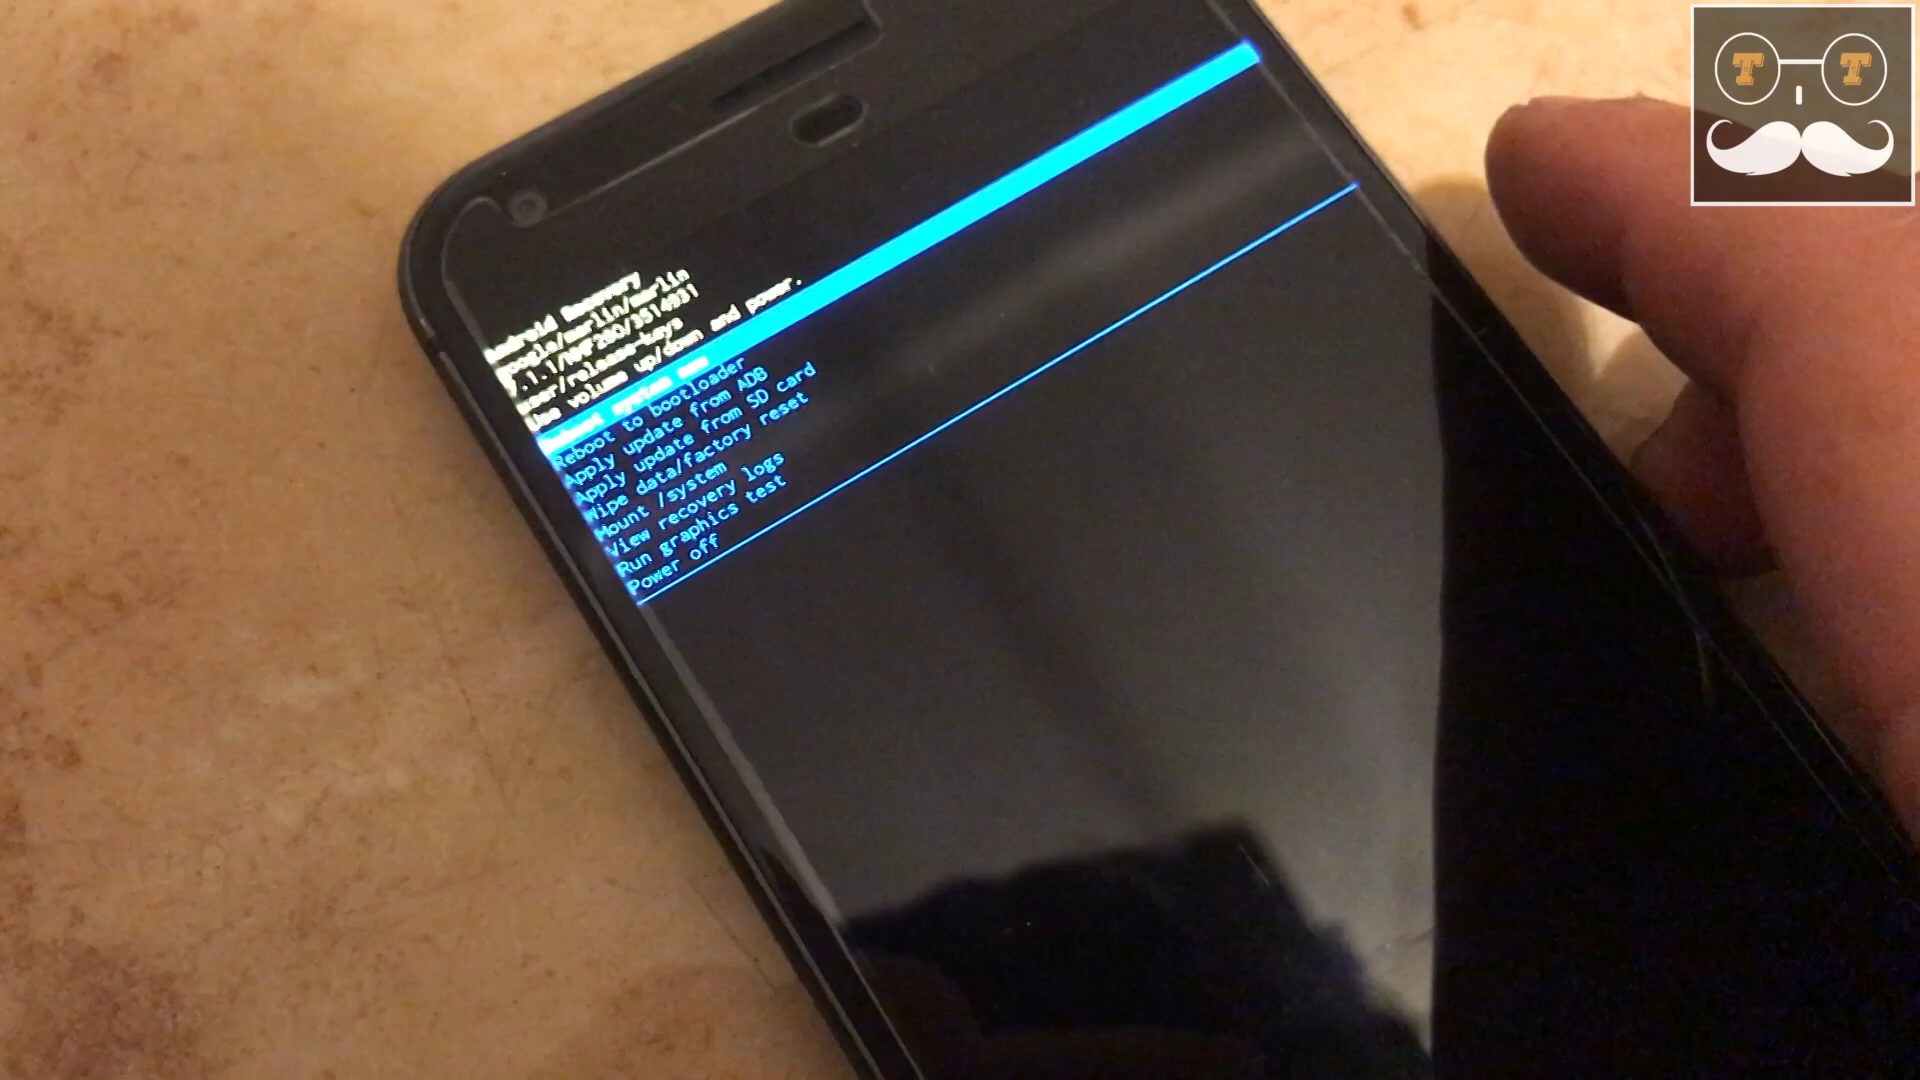 T T
Android Recovery
google/marlin/marlin
7.1.1/NMF26O/3514931
user/release-keys
Use volume up/down and power.
Reboot system now
Reboot to bootloader
Apply update from ADB
Apply update from SD card
Wipe data/factory reset
Mount /system
View recovery logs
Run graphics test
Power off